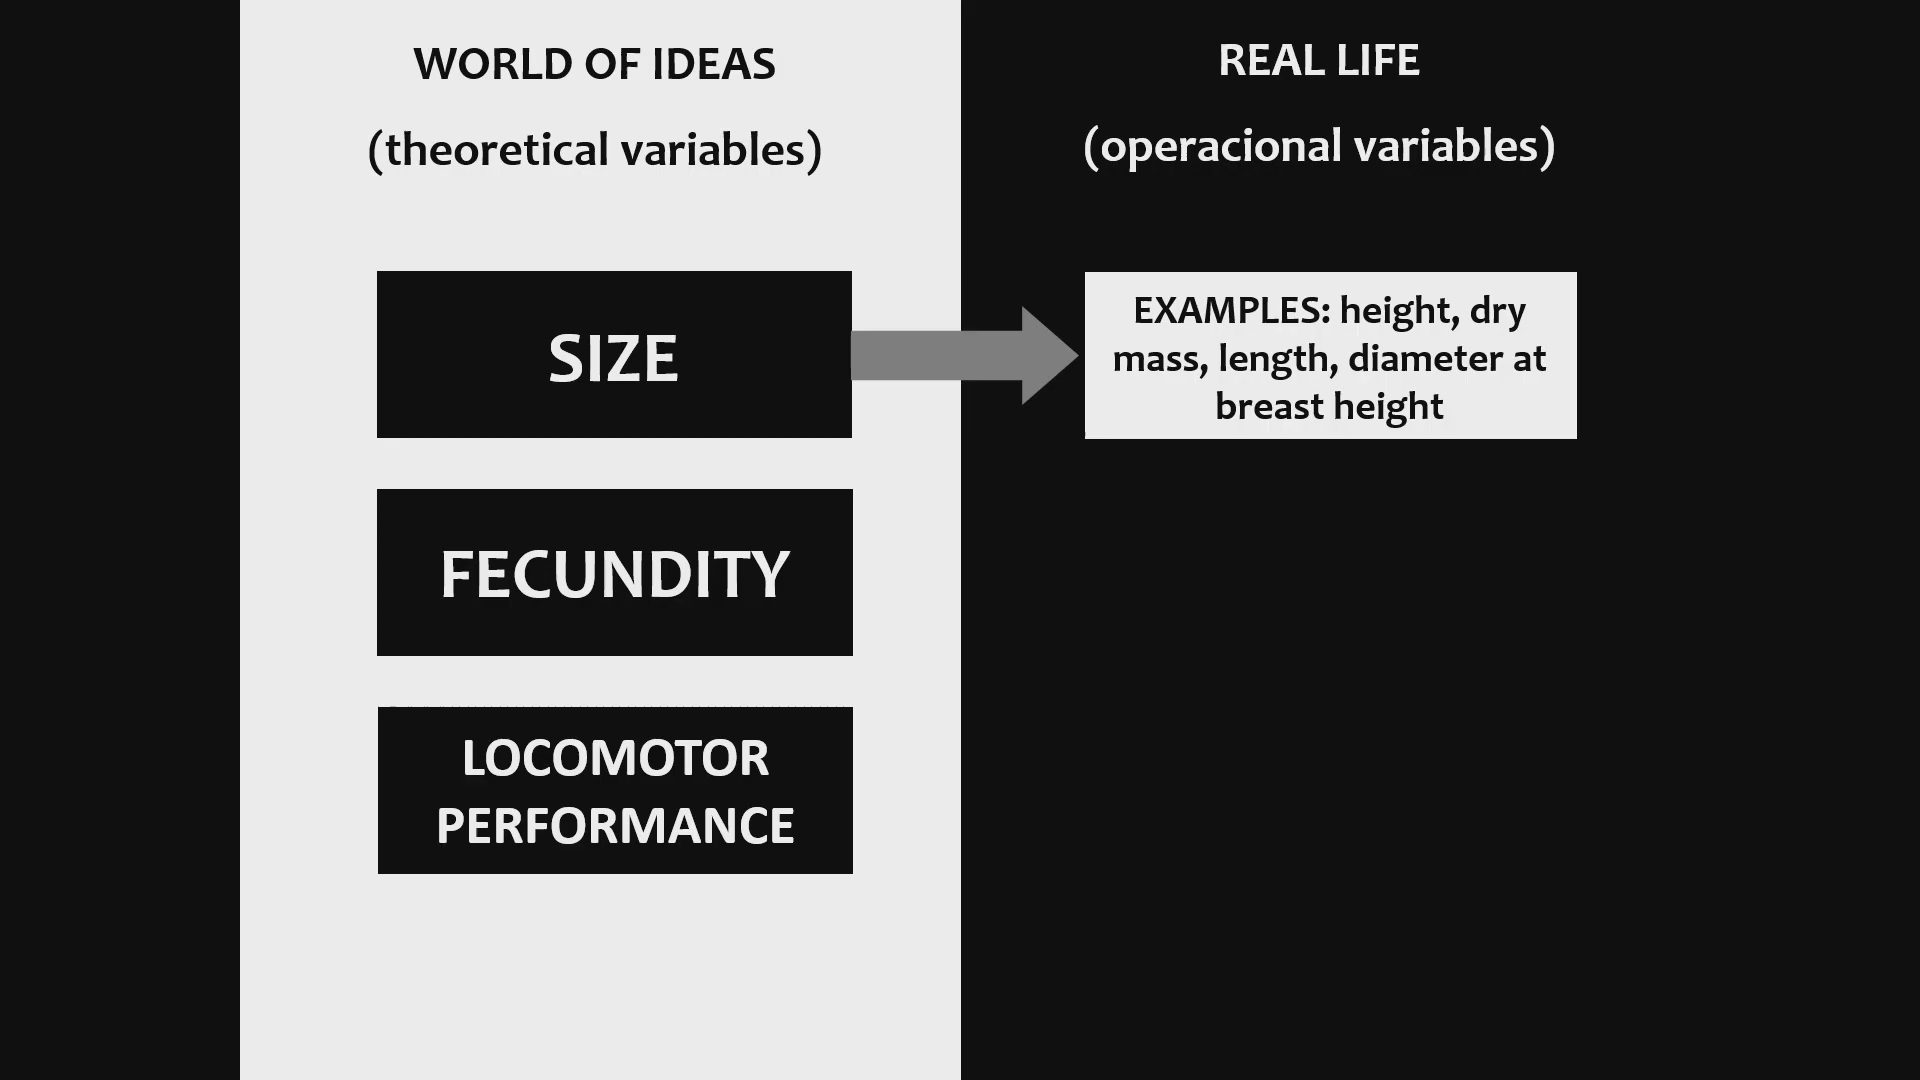 WORLD OF IDEAS
(theoretical variables)
REAL LIFE
(operacional variables)
SIZE
EXAMPLES: height, dry
mass, length, diameter at
breast height
FECUNDITY
LOCOMOTOR
PERFORMANCE